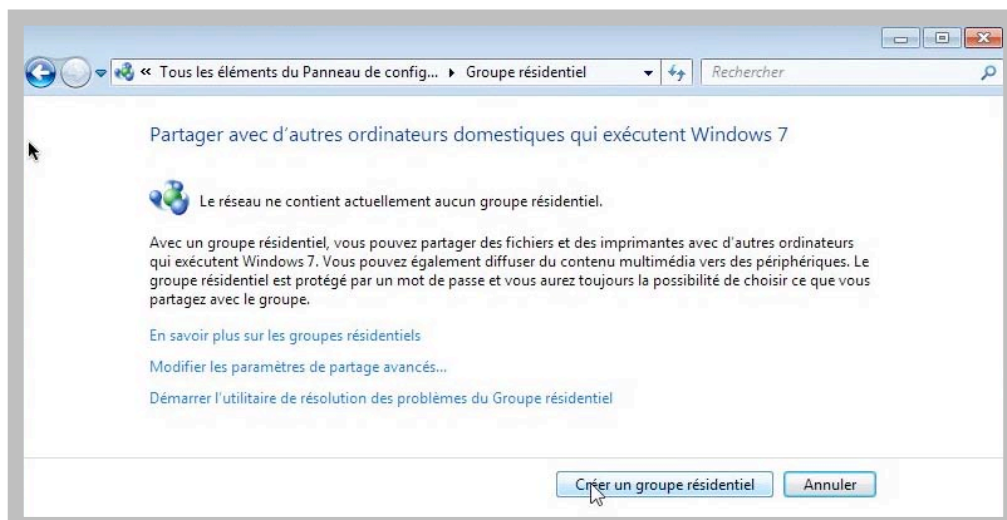 « Tous les éléments du Panneau de config... ▸ Groupe résidentiel
Rechercher
Partager avec d'autres ordinateurs domestiques qui exécutent Windows 7
Le réseau ne contient actuellement aucun groupe résidentiel.
Avec un groupe résidentiel, vous pouvez partager des fichiers et des imprimantes avec d'autres ordinateurs
qui exécutent Windows 7. Vous pouvez également diffuser du contenu multimédia vers des périphériques. Le
groupe résidentiel est protégé par un mot de passe et vous aurez toujours la possibilité de choisir ce que vous
partagez avec le groupe.
En savoir plus sur les groupes résidentiels
Modifier les paramètres de partage avancés...
Démarrer l'utilitaire de résolution des problèmes du Groupe résidentiel
Créer un groupe résidentiel
Annuler